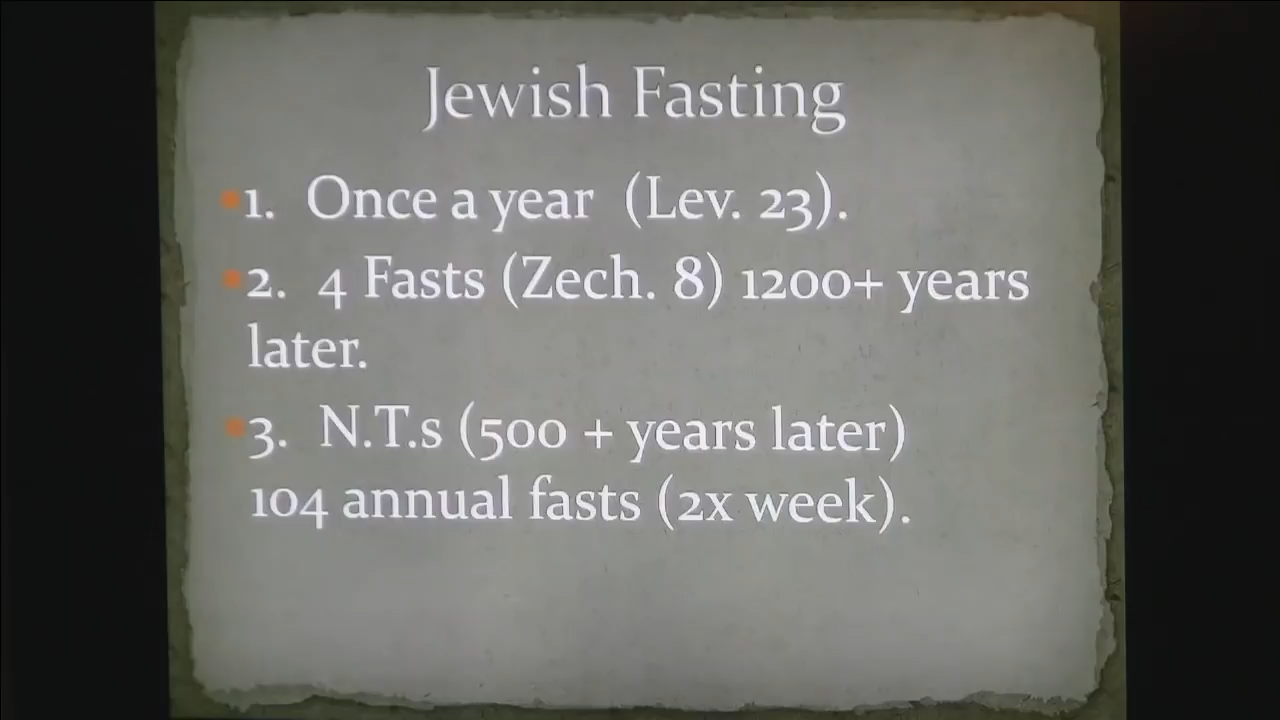 Jewish Fasting
1. Once a year (Lev. 23).
2. 4 Fasts (Zech. 8) 1200+ years
later.
3. N.T.s (500 + years later)
104 annual fasts (2x week).